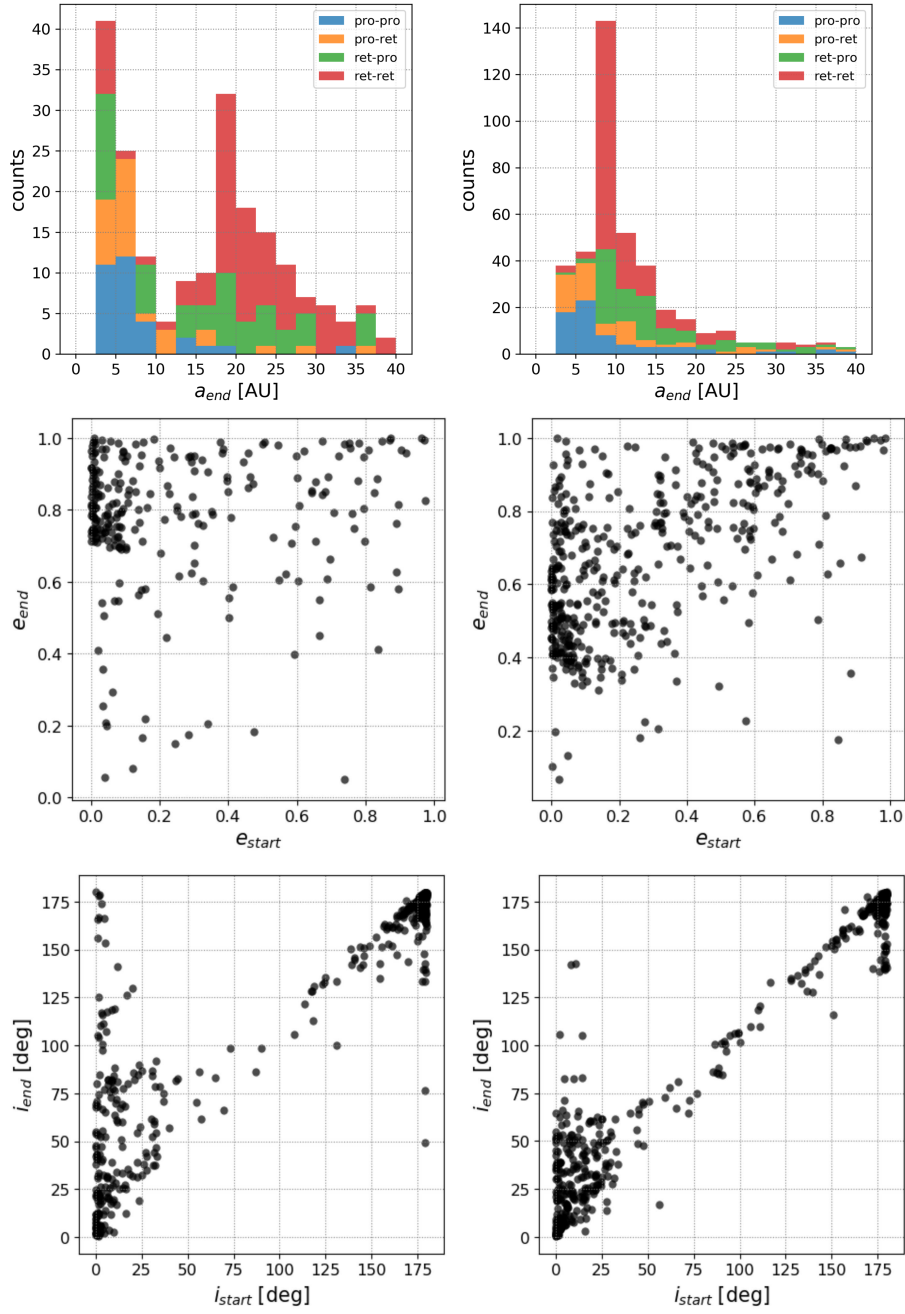 40
35
30
25
20
15
10
5
0
counts
0 5 10 15 20 25 30 35 40
a_end [AU]
pro-pro
pro-ret
ret-pro
ret-ret
140
120
100
80
60
40
20
0
counts
0 5 10 15 20 25 30 35 40
a_end [AU]
pro-pro
pro-ret
ret-pro
ret-ret
1.0
0.8
0.6
0.4
0.2
0.0
e_end
0.0 0.2 0.4 0.6 0.8 1.0
e_start
1.0
0.8
0.6
0.4
0.2
e_end
0.0 0.2 0.4 0.6 0.8 1.0
e_start
175
150
125
100
75
50
25
0
i_end [deg]
0 25 50 75 100 125 150 175
i_start [deg]
175
150
125
100
75
50
25
0
i_end [deg]
0 25 50 75 100 125 150 175
i_start [deg]